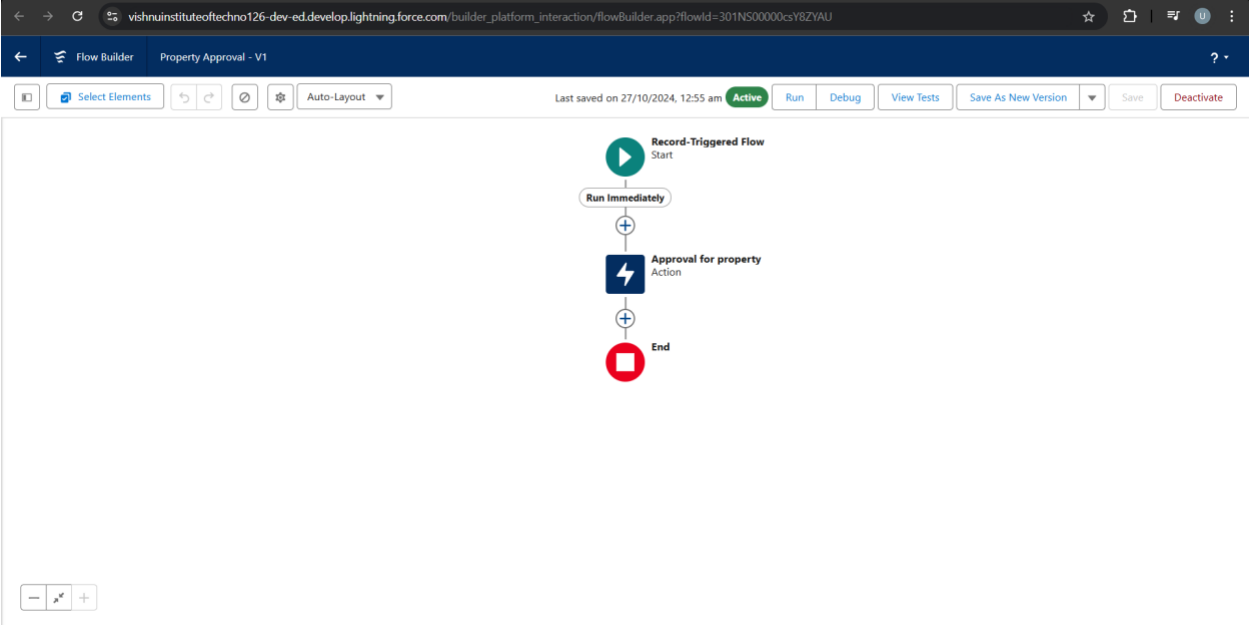 vishnuinstituteoftechno126-dev-ed.develop.lightning.force.com/builder_platform_interaction/flowBuilder.app?flowId=301NS00000csY8ZYAU
U
Flow Builder Property Approval - V1 ?
Select Elements Auto-Layout Last saved on 27/10/2024, 12:55 am Active Run Debug View Tests Save As New Version Save Deactivate
Record-Triggered Flow
Start
Run Immediately
Approval for property
Action
End